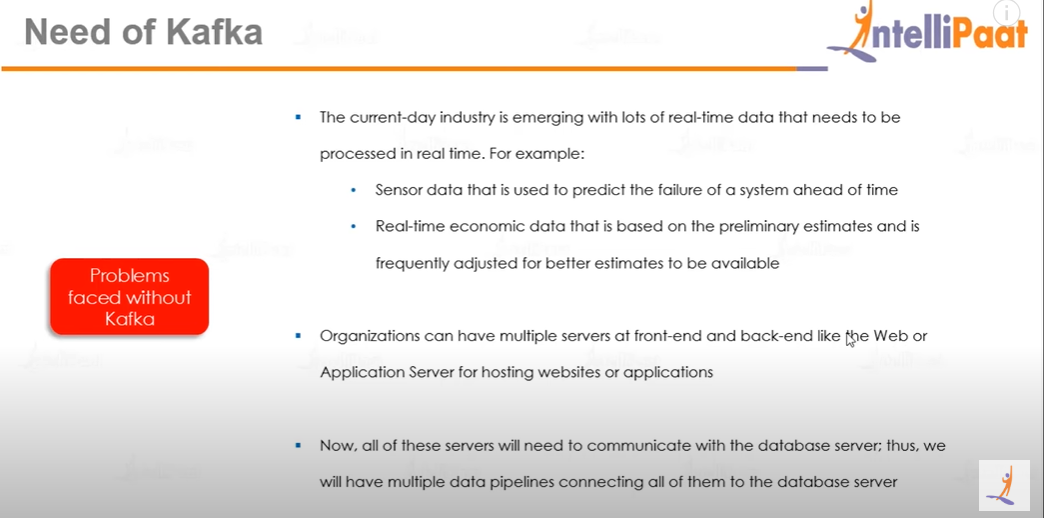 Need of Kafka
intelliPaat
The current-day industry is emerging with lots of real-time data that needs to be
processed in real time. For example:
Sensor data that is used to predict the failure of a system ahead of time
Real-time economic data that is based on the preliminary estimates and is
frequently adjusted for better estimates to be available
Problems
faced without
Kafka
Organizations can have multiple servers at front-end and back-end like the Web or
Application Server for hosting websites or applications
Now, all of these servers will need to communicate with the database server; thus, we
will have multiple data pipelines connecting all of them to the database server